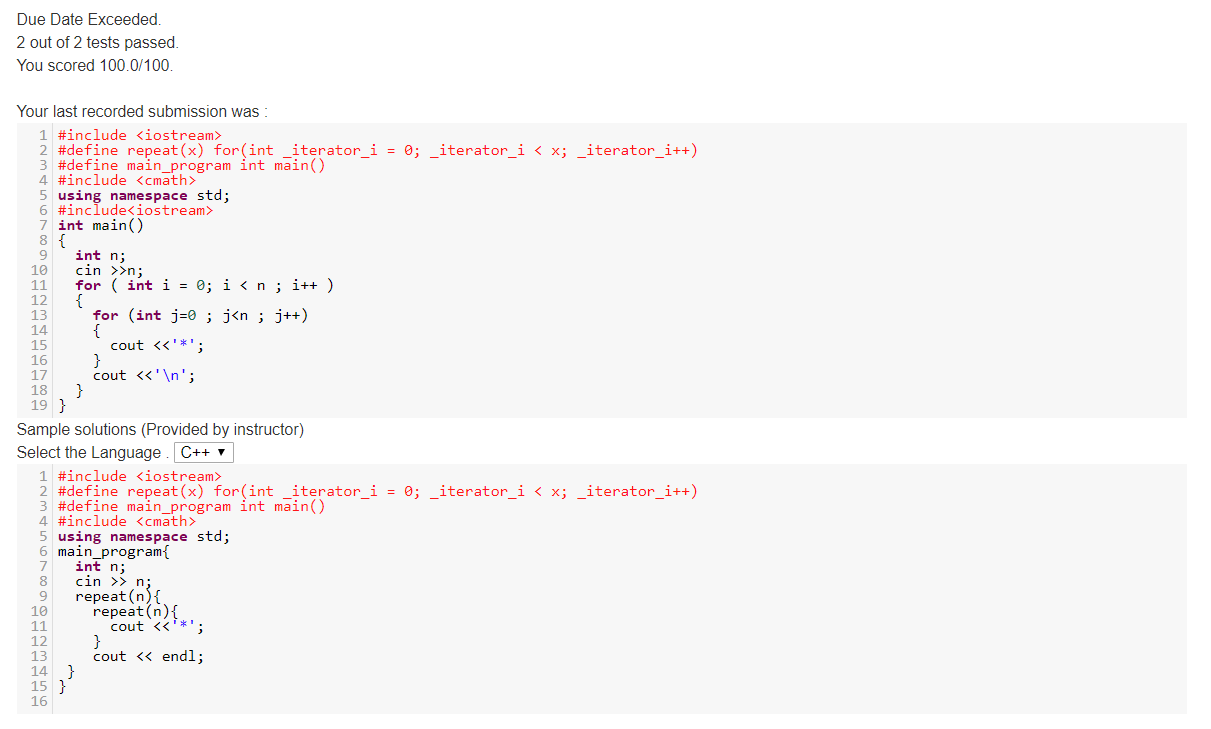 Due Date Exceeded.
2 out of 2 tests passed.
You scored 100.0/100.
Your last recorded submission was :
1 #include <iostream>
2 #define repeat(x) for(int _iterator_i = 0; _iterator_i < x; _iterator_i++)
3 #define main_program int main()
4 #include <cmath>
5 using namespace std;
6 #include<iostream>
7 int main()
8 {
9   int n;
10   cin >>n;
11   for ( int i = 0; i < n ; i++ )
12   {
13     for (int j=0 ; j<n ; j++)
14     {
15       cout <<'*';
16     }
17     cout <<'\n';
18   }
19 }
Sample solutions (Provided by instructor)
Select the Language . C++ ▼
1 #include <iostream>
2 #define repeat(x) for(int _iterator_i = 0; _iterator_i < x; _iterator_i++)
3 #define main_program int main()
4 #include <cmath>
5 using namespace std;
6 main_program{
7   int n;
8   cin >> n;
9   repeat(n){
10     repeat(n){
11       cout <<'*';
12     }
13     cout << endl;
14  }
15 }
16